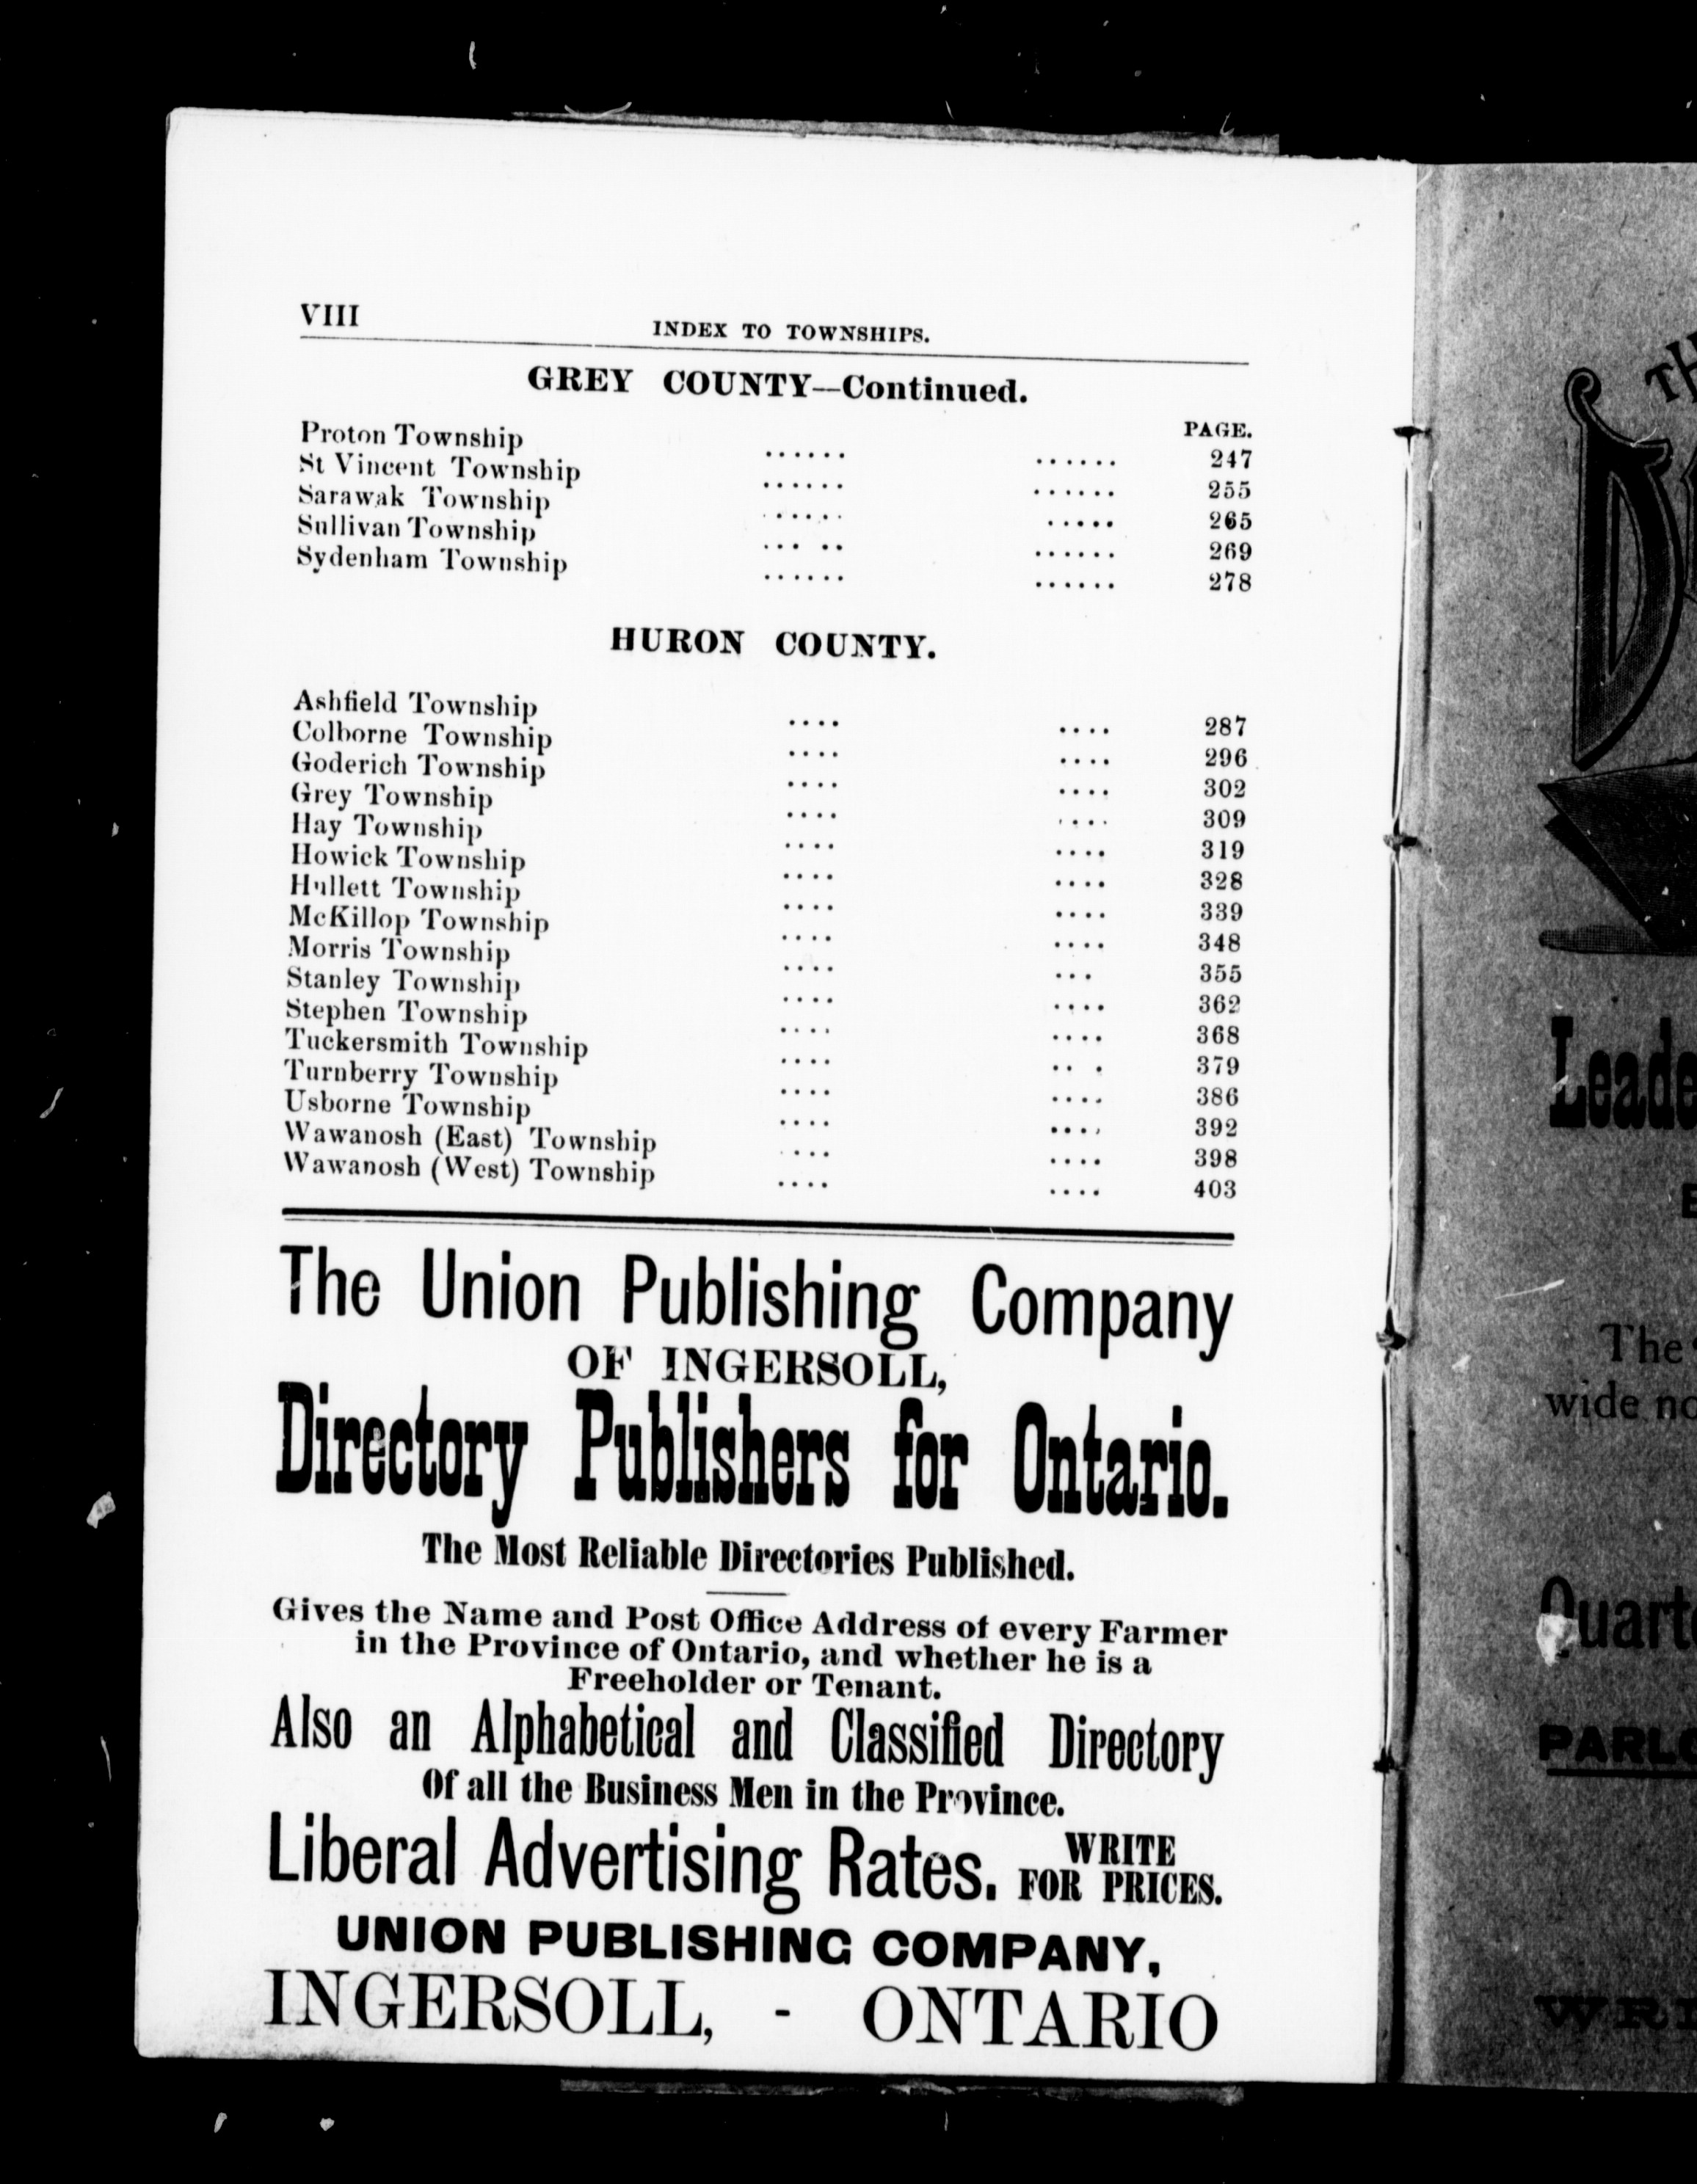 VIII
INDEX TO TOWNSHIPS.
GREY COUNTY—Continued.
PAGE.
Proton Township ...... ...... 247
St Vincent Township ...... ...... 255
Sarawak Township ...... ..... 265
Sullivan Township ... .. ...... 269
Sydenham Township ...... ...... 278
HURON COUNTY.
Ashfield Township .... .... 287
Colborne Township .... .... 296
Goderich Township .... .... 302
Grey Township .... .... 309
Hay Township .... .... 319
Howick Township .... .... 328
Hullett Township .... .... 339
McKillop Township .... .... 348
Morris Township .... ... 355
Stanley Township .... .... 362
Stephen Township .... .... 368
Tuckersmith Township .... .. . 379
Turnberry Township .... .... 386
Usborne Township .... .... 392
Wawanosh (East) Township .... .... 398
Wawanosh (West) Township .... .... 403
The Union Publishing Company
OF INGERSOLL,
Directory Publishers for Ontario.
The Most Reliable Directories Published.
Gives the Name and Post Office Address of every Farmer
in the Province of Ontario, and whether he is a
Freeholder or Tenant.
Also an Alphabetical and Classified Directory
Of all the Business Men in the Province.
Liberal Advertising Rates. WRITE
FOR PRICES.
UNION PUBLISHING COMPANY,
INGERSOLL, - ONTARIO
The
wide